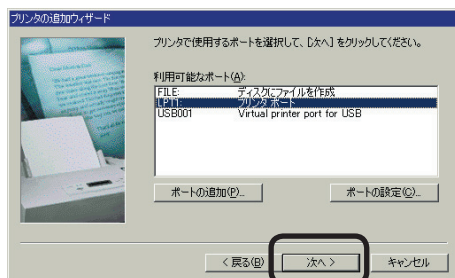 プリンタの追加ウィザード
プリンタで使用するポートを選択して、[次へ] をクリックしてください。
利用可能なポート(A):
FILE: ディスクにファイルを作成
LPT1: プリンタ ポート
USB001 Virtual printer port for USB
ポートの追加(P)...
ポートの設定(C)...
< 戻る(B)
次へ >
キャンセル